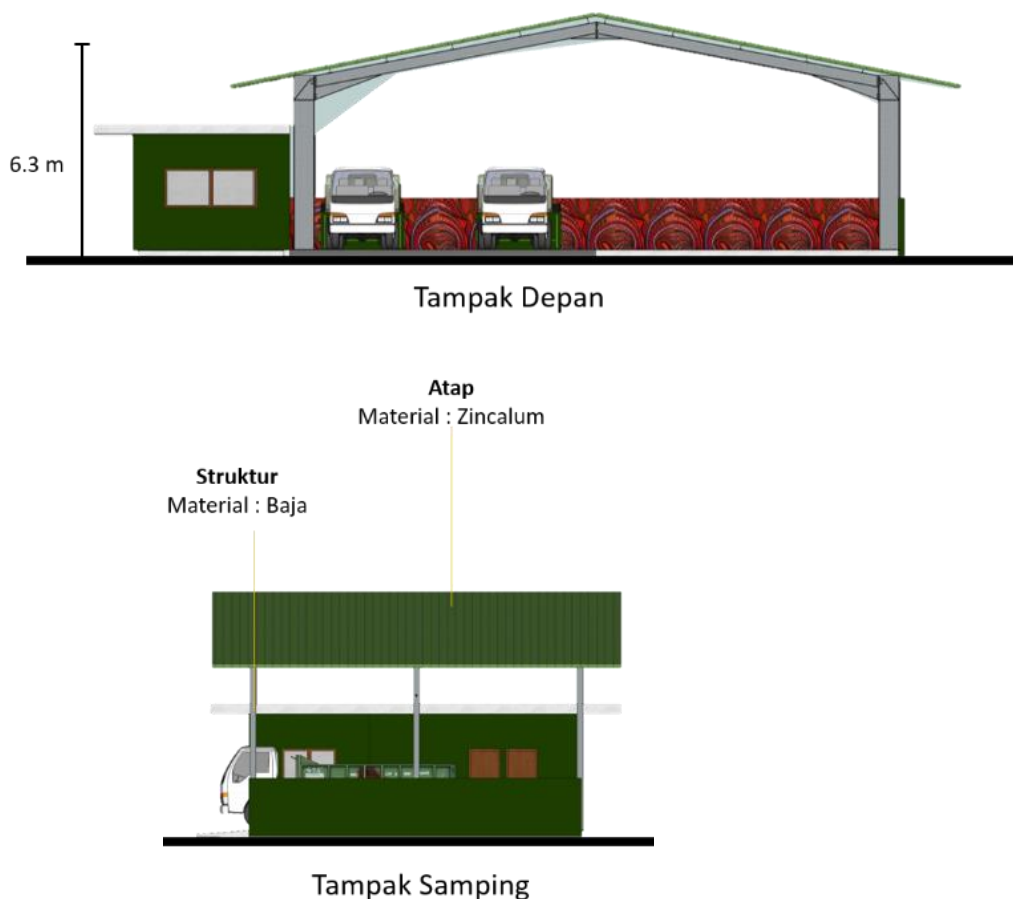 6.3 m
Tampak Depan
Atap
Material : Zincalum
Struktur
Material : Baja
Tampak Samping